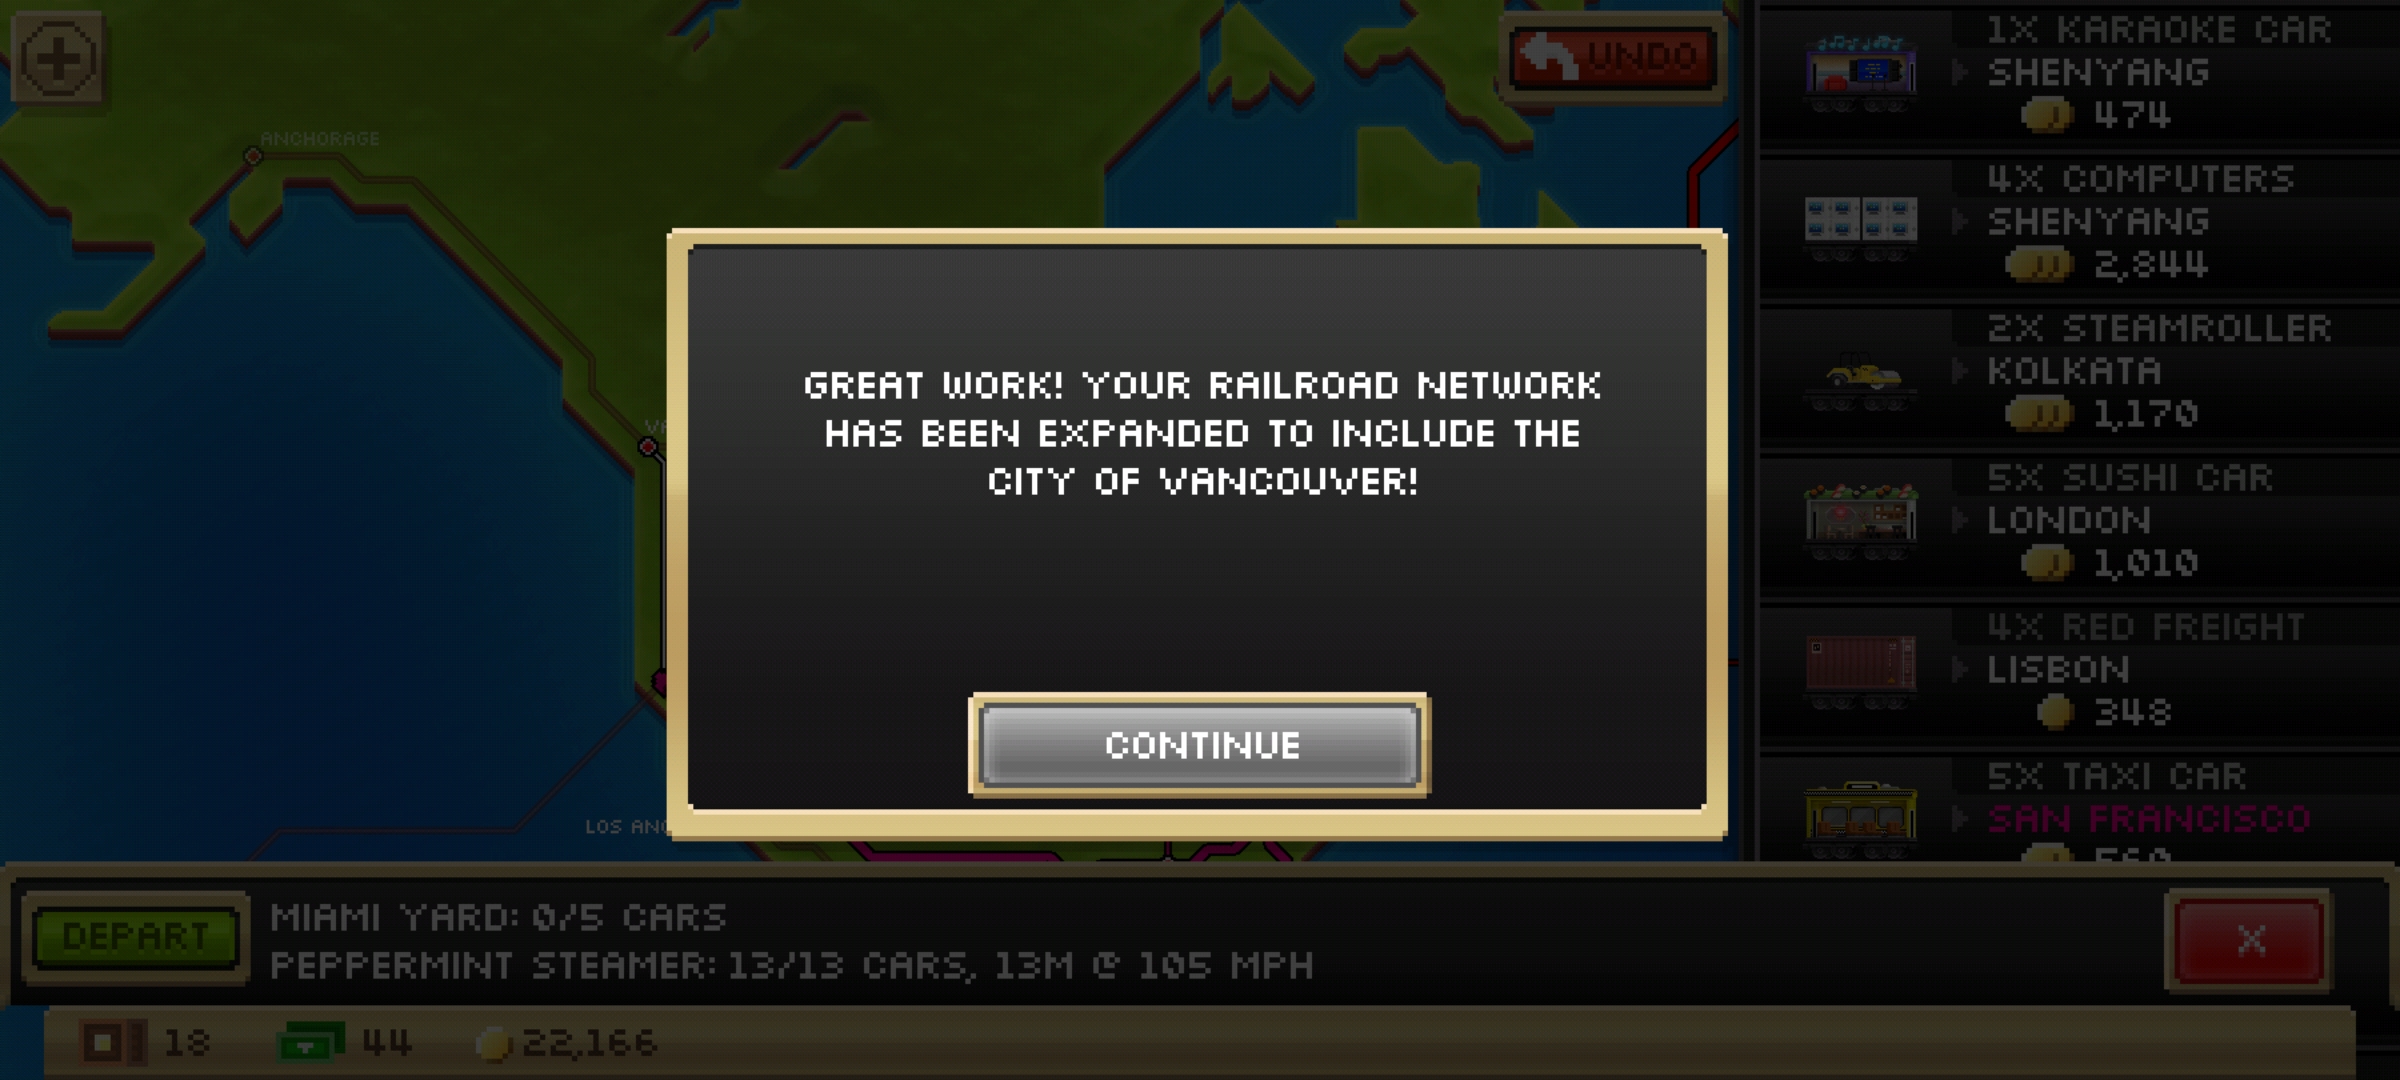 UNDO
ANCHORAGE
LOS
GREAT WORK! YOUR RAILROAD NETWORK
HAS BEEN EXPANDED TO INCLUDE THE
CITY OF VANCOUVER!
CONTINUE
1X KARAOKE CAR
SHENYANG
474
4X COMPUTERS
SHENYANG
2,844
2X STEAMROLLER
KOLKATA
1,170
5X SUSHI CAR
LONDON
1,010
4X RED FREIGHT
LISBON
348
5X TAXI CAR
SAN FRANCISCO
DEPART
MIAMI YARD: 0/5 CARS
PEPPERMINT STEAMER: 13/13 CARS, 13M @ 105 MPH
X
18
44
22,166